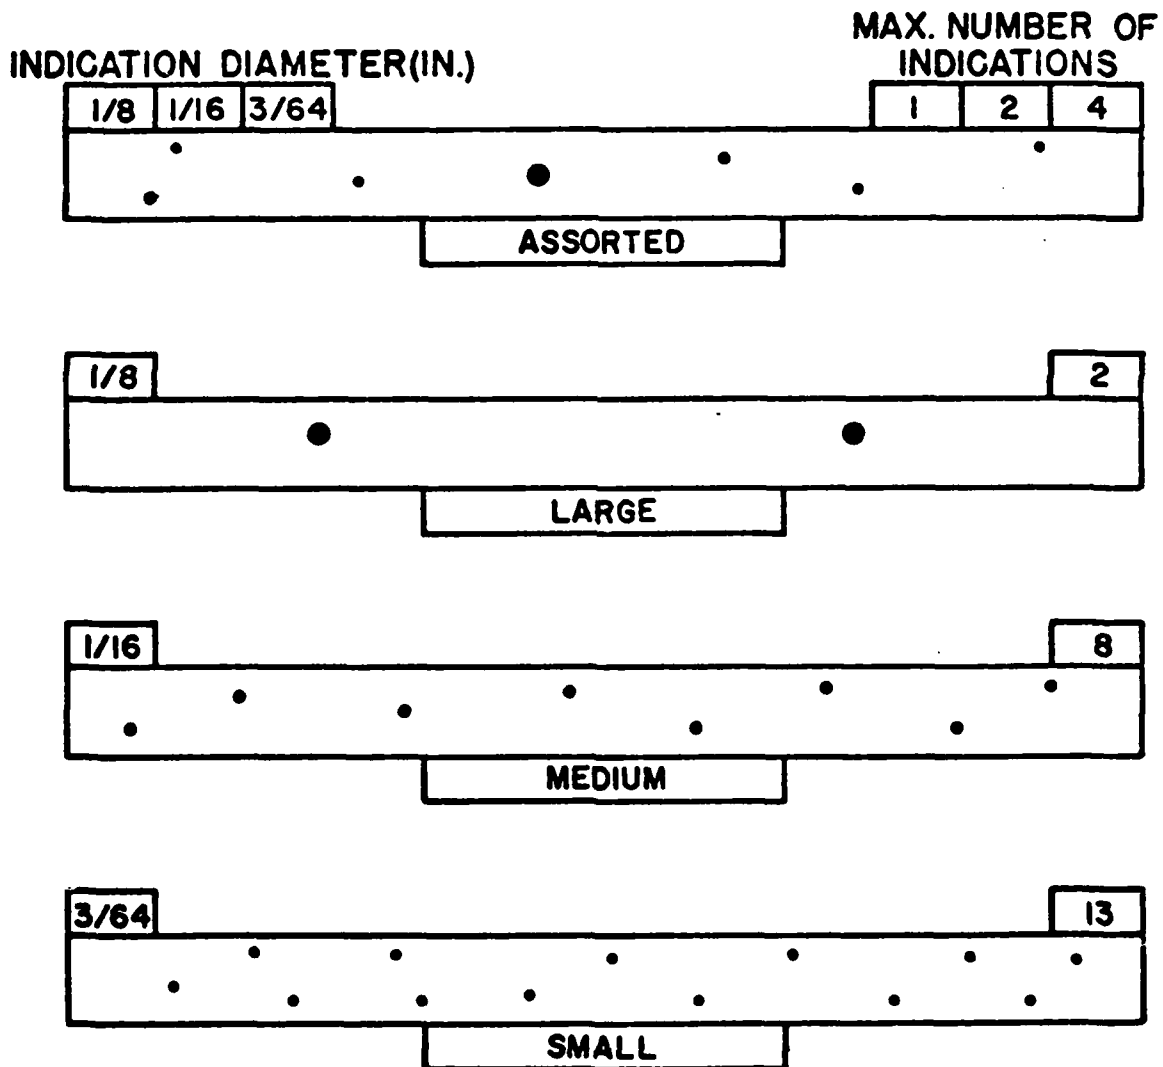 MAX. NUMBER OF
INDICATION DIAMETER(IN.) INDICATIONS
1/8 1/16 3/64 1 2 4
ASSORTED
1/8 2
LARGE
1/16 8
MEDIUM
3/64 13
SMALL